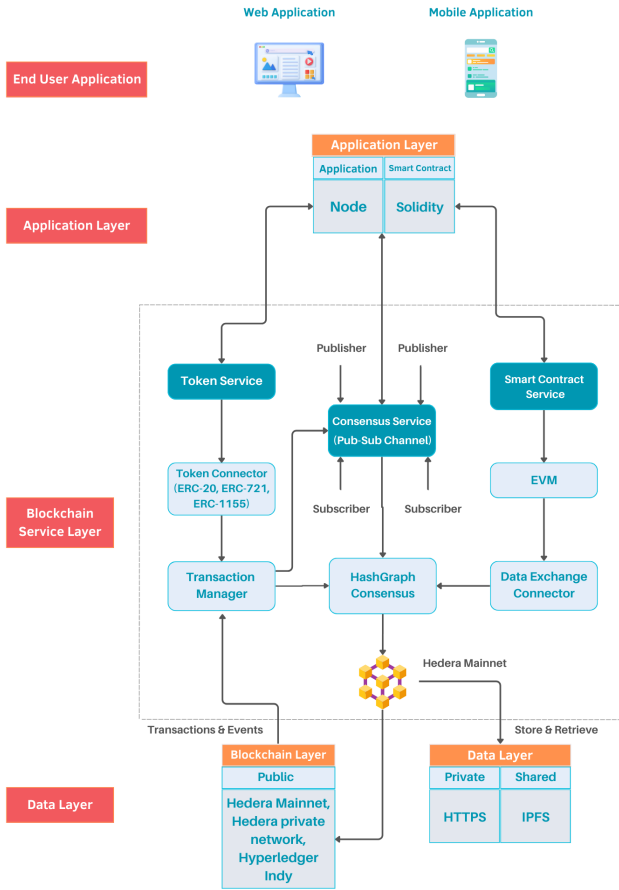 Web Application
Mobile Application
End User Application
Application Layer
Application
Smart Contract
Node
Solidity
Application Layer
Publisher
Publisher
Token Service
Consensus Service
(Pub-Sub Channel)
Smart Contract
Service
Token Connector
(ERC-20, ERC-721,
ERC-1155)
EVM
Subscriber
Subscriber
Blockchain
Service Layer
Transaction
Manager
HashGraph
Consensus
Data Exchange
Connector
Hedera Mainnet
Transactions & Events
Store & Retrieve
Blockchain Layer
Public
Hedera Mainnet,
Hedera private
network,
Hyperledger
Indy
Data Layer
Private
Shared
HTTPS
IPFS
Data Layer